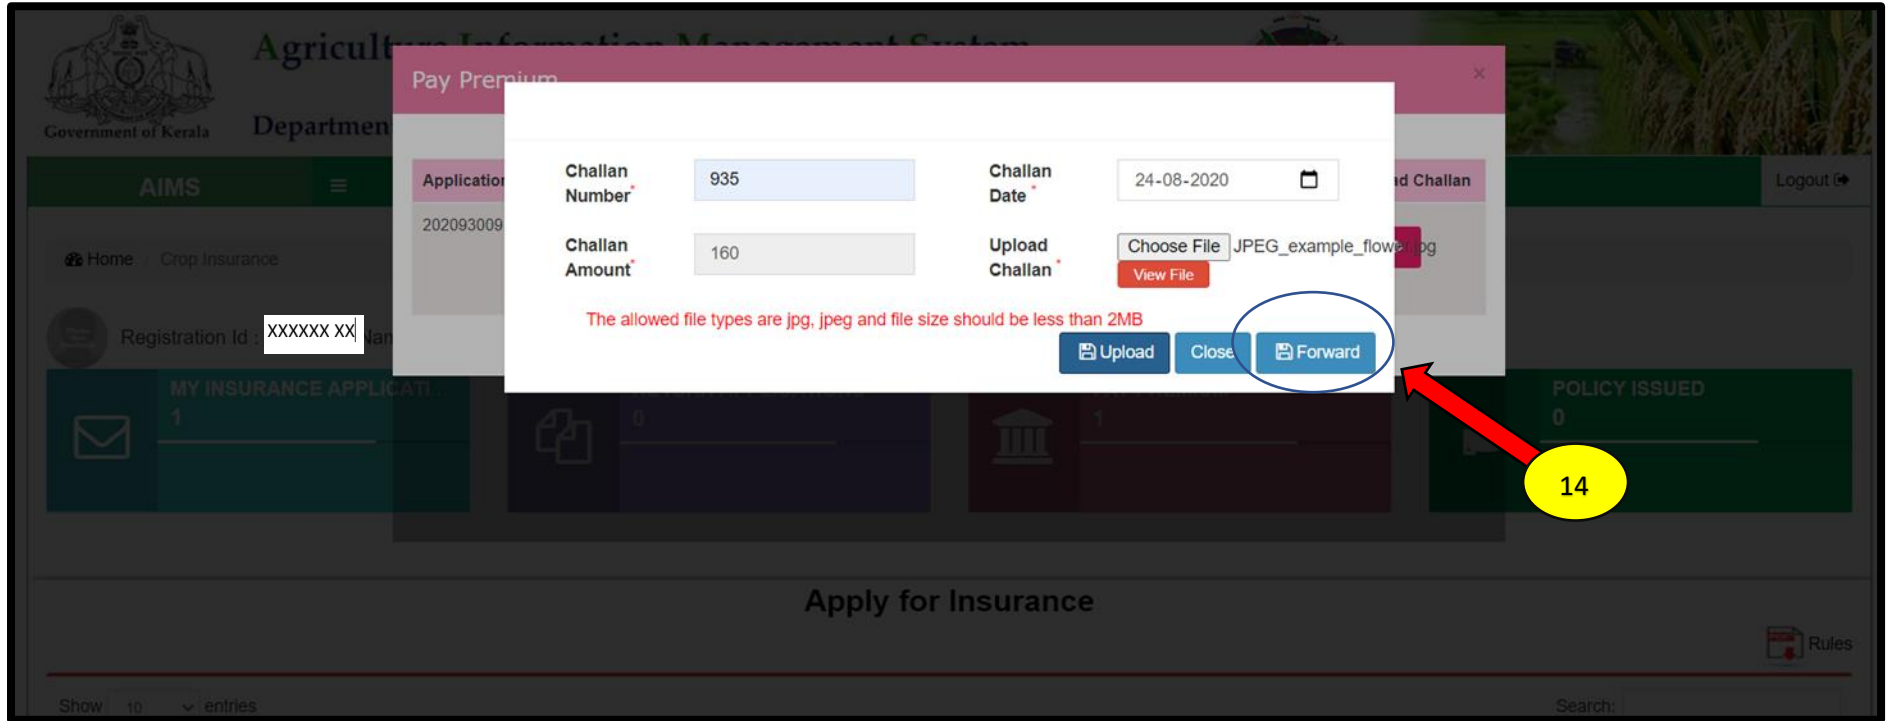 Agriculture Information Management System
Government of Kerala
Departmen
Pay Premium
×
AIMS
Logout
Application
ad Challan
202093009
Challan Number*
935
Challan Date *
24-08-2020
Challan Amount*
160
Upload Challan *
Choose File JPEG_example_flower.jpg
View File
The allowed file types are jpg, jpeg and file size should be less than 2MB
Upload
Close
Forward
Home / Crop Insurance
Registration Id : XXXXXX XX Nam
MY INSURANCE APPLICATI...
1
0
1
POLICY ISSUED
0
14
Apply for Insurance
Rules
Show 10 entries
Search: